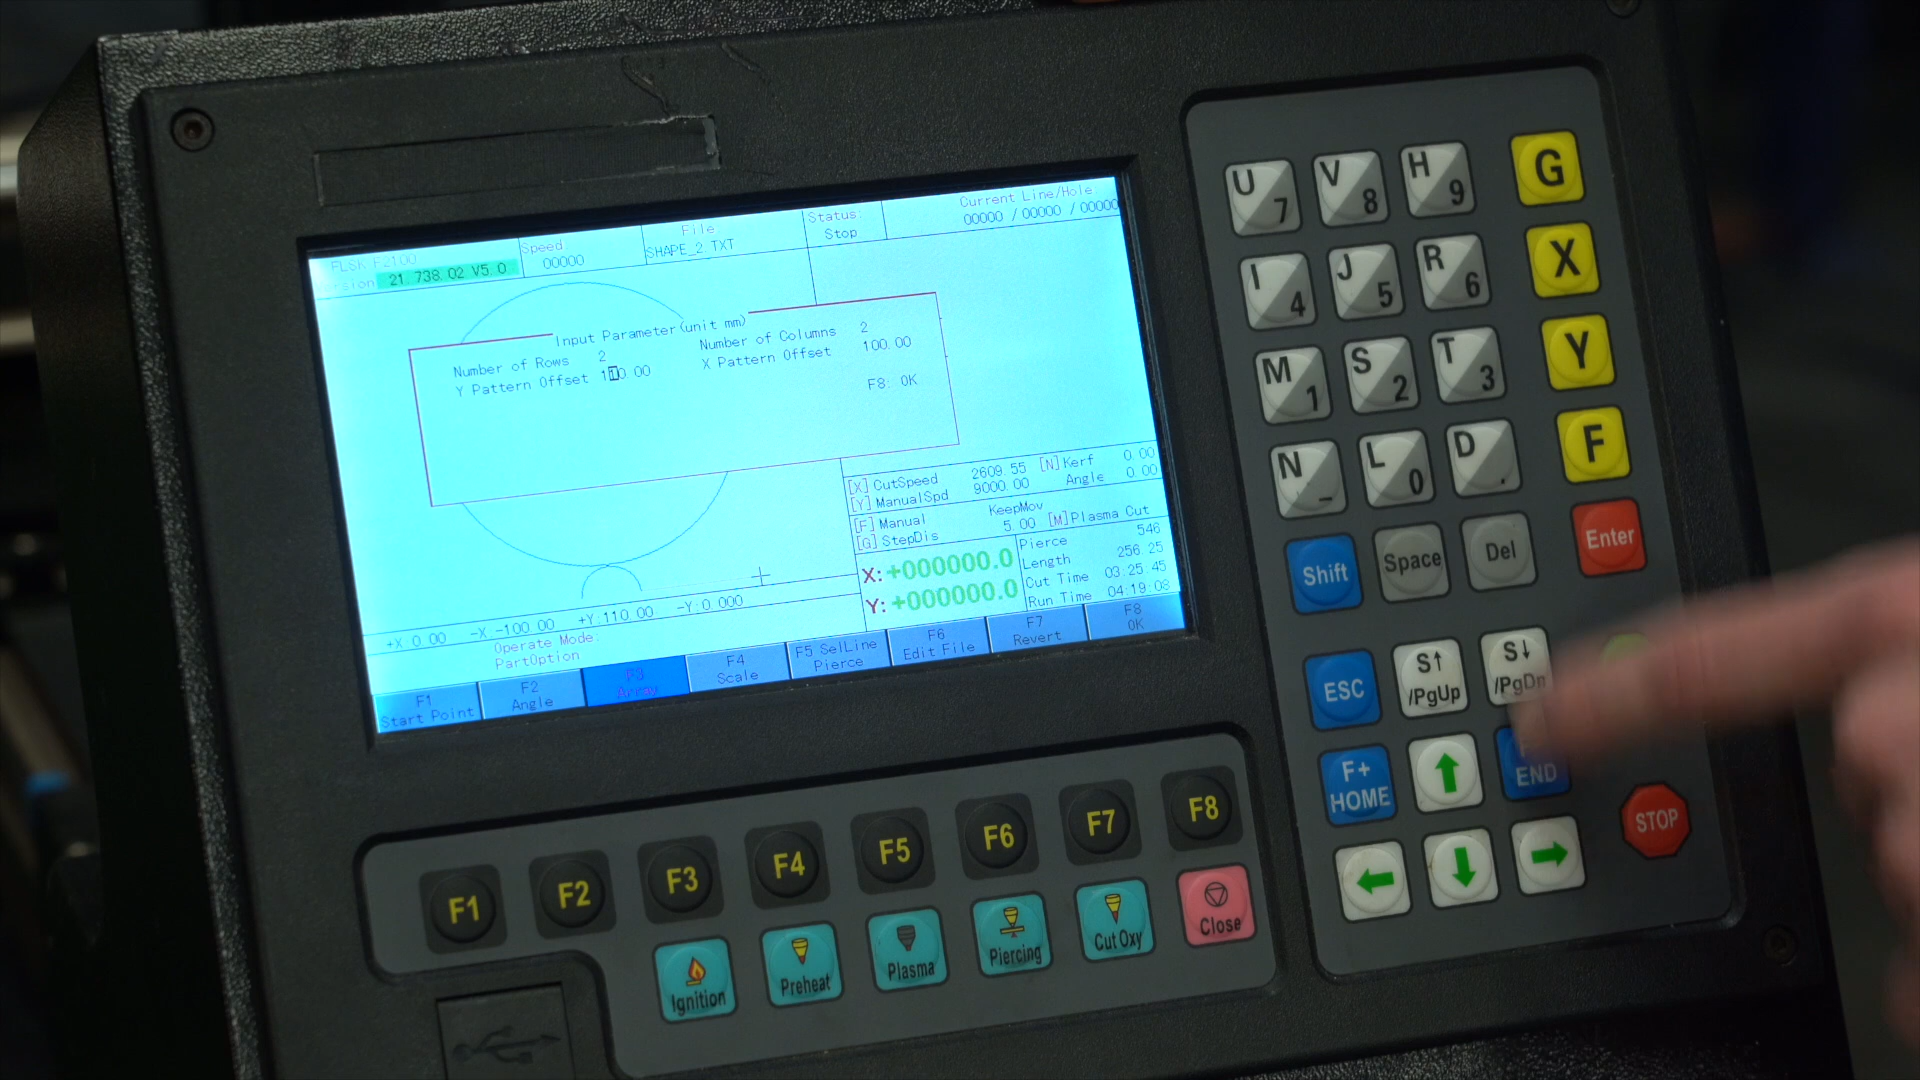 FLSK F2100
Version 21.738.02 V5.0
Speed
00000
File
SHAPE_2.TXT
Status:
Stop
Current Line/Hole:
00000 / 00000 / 00000
Input Parameter(unit mm)
Number of Rows 2
Number of Columns 2
Y Pattern Offset 110.00
X Pattern Offset 100.00
F8: OK
[X] CutSpeed 2609.55 [N]Kerf 0.00
[Y] ManualSpd 9000.00 Angle 0.00
[F] Manual KeepMov
[G] StepDis 5.00 [M]Plasma Cut
X:+000000.0
Y:+000000.0
Pierce 546
Length 256.25
Cut Time 03:25:45
Run Time 04:19:08
+X 0.00 -X -100.00 +Y:110.00 -Y:0.000
Operate Mode:
PartOption
F1
Start Point
F2
Angle
F3
Array
F4
Scale
F5 SelLine
Pierce
F6
Edit File
F7
Revert
F8
OK
U 7
V 8
H 9
G
I 4
J 5
R 6
X
M 1
S 2
T 3
Y
N _
L 0
D .
F
Shift
Space
Del
Enter
ESC
S↑ /PgUp
S↓ /PgDn
F+ HOME
↑
END
←
↓
→
STOP
F1 F2 F3 F4 F5 F6 F7 F8
Ignition
Preheat
Plasma
Piercing
Cut Oxy
Close